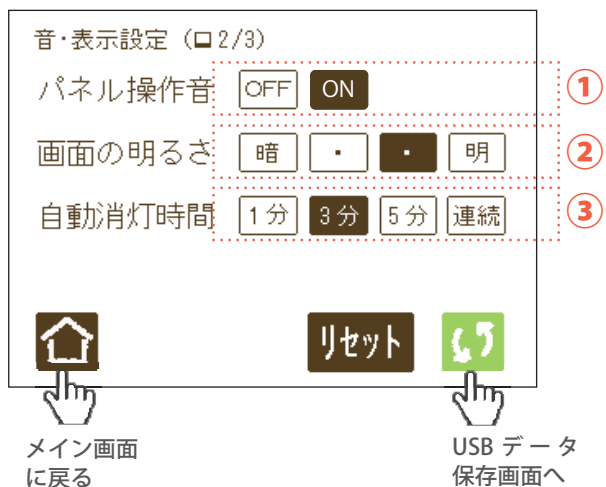 音・表示設定 (ロ2/3)
パネル操作音 OFF ON ①
画面の明るさ 暗 ・ ・ 明 ②
自動消灯時間 1分 3分 5分 連続 ③
リセット
メイン画面
に戻る
USB データ
保存画面へ